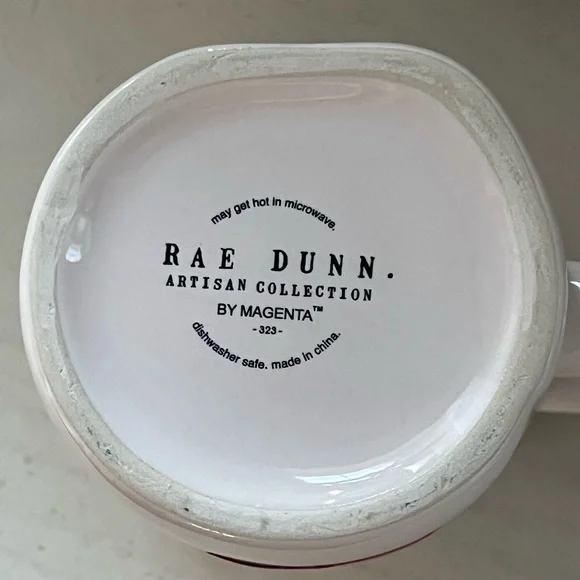 may get hot in microwave.
RAE DUNN.
ARTISAN COLLECTION
BY MAGENTA™
-323-
dishwasher safe. made in china.